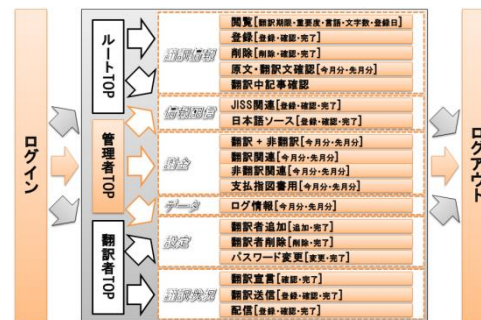 ログイン
ルートTOP
管理者TOP
翻訳者TOP
翻訳情報
閲覧[翻訳期限・重要度・言語・文字数・登録日]
登録[登録・確認・完了]
削除[削除・確認・完了]
原文・翻訳文確認[今月分・先月分]
翻訳中記事確認
JISS関連[登録・確認・完了]
日本語ソース[登録・確認・完了]
料金
翻訳 + 非翻訳[今月分・先月分]
翻訳関連[今月分・先月分]
非翻訳関連[今月分・先月分]
支払指図書用[今月分・先月分]
データ
ログ情報[今月分・先月分]
設定
翻訳者追加[追加・完了]
翻訳者削除[削除・完了]
パスワード変更[変更・完了]
翻訳宣言[確認・完了]
翻訳送信[登録・確認・完了]
配信[登録・確認・完了]
ログアウト